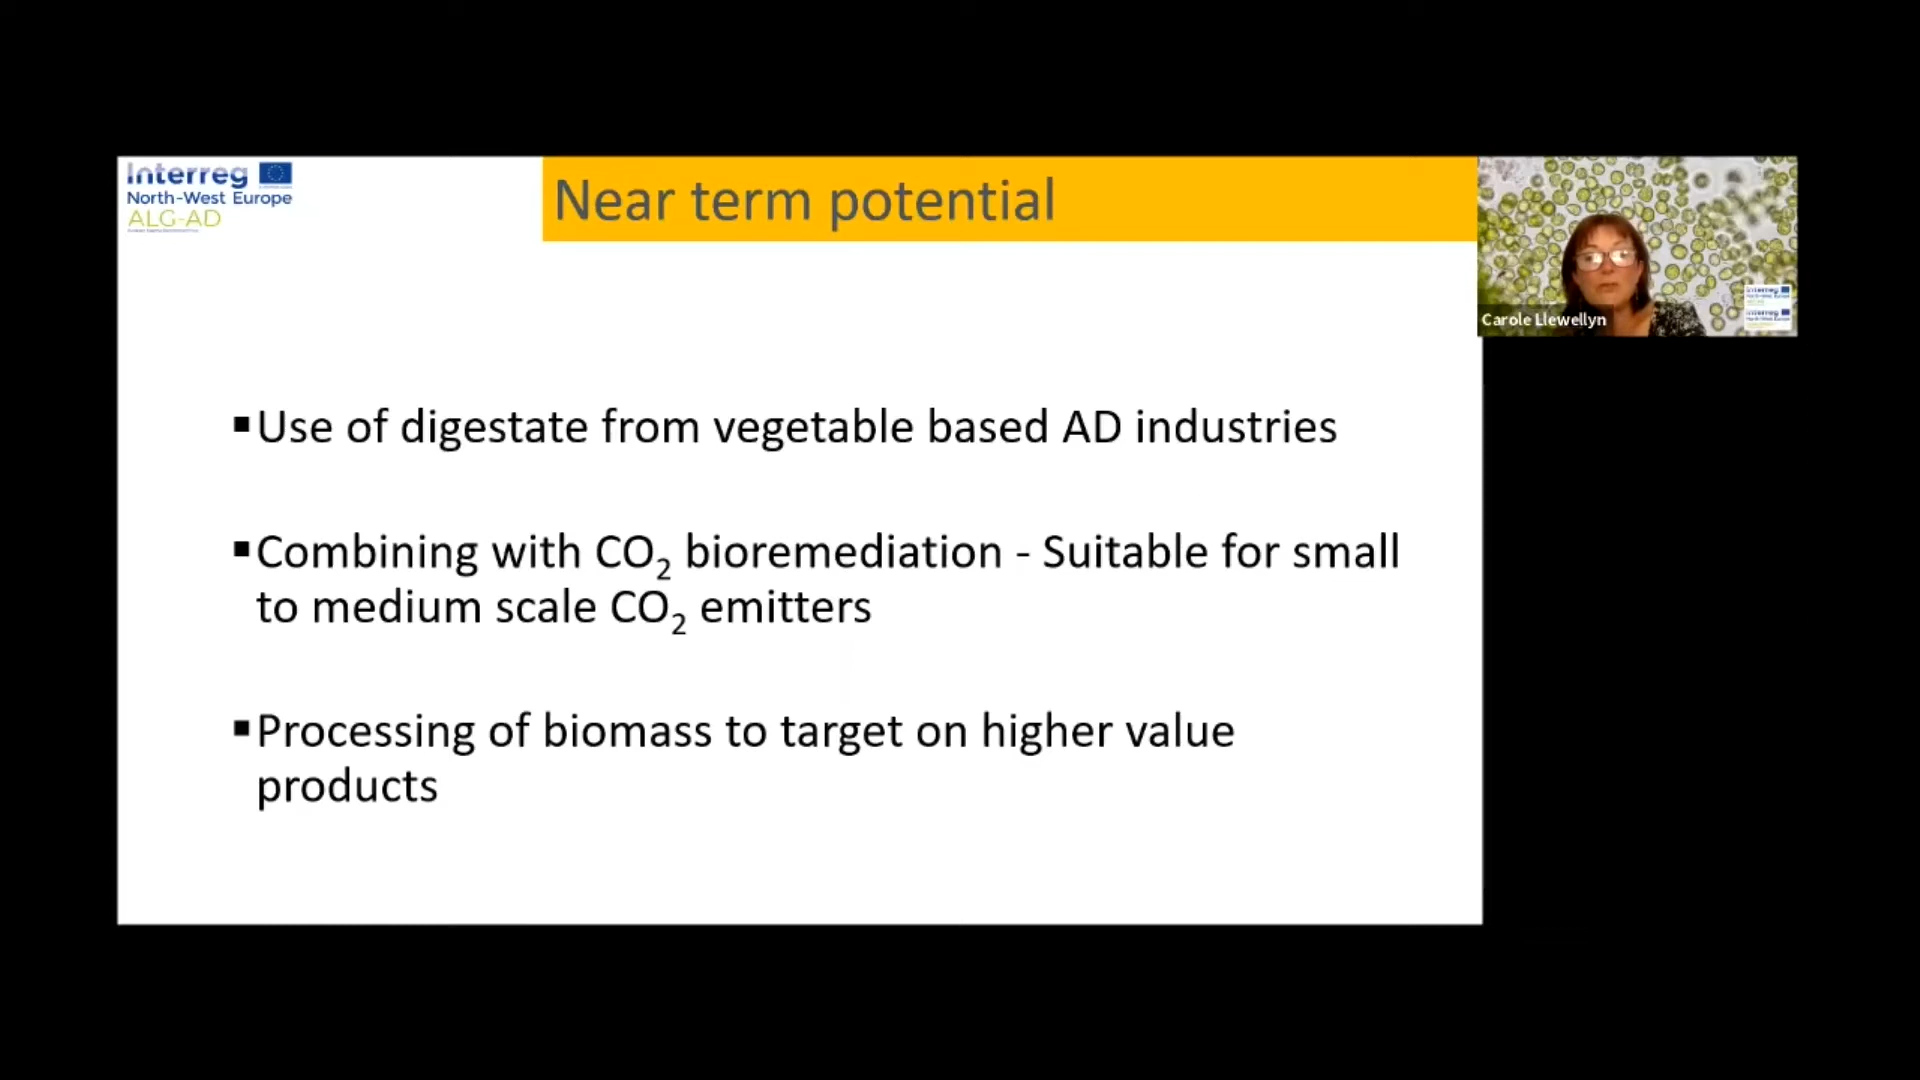 Interreg
North-West Europe
ALG-AD
Near term potential
Carole Llewellyn
▪Use of digestate from vegetable based AD industries
▪Combining with CO₂ bioremediation - Suitable for small
to medium scale CO₂ emitters
▪Processing of biomass to target on higher value
products